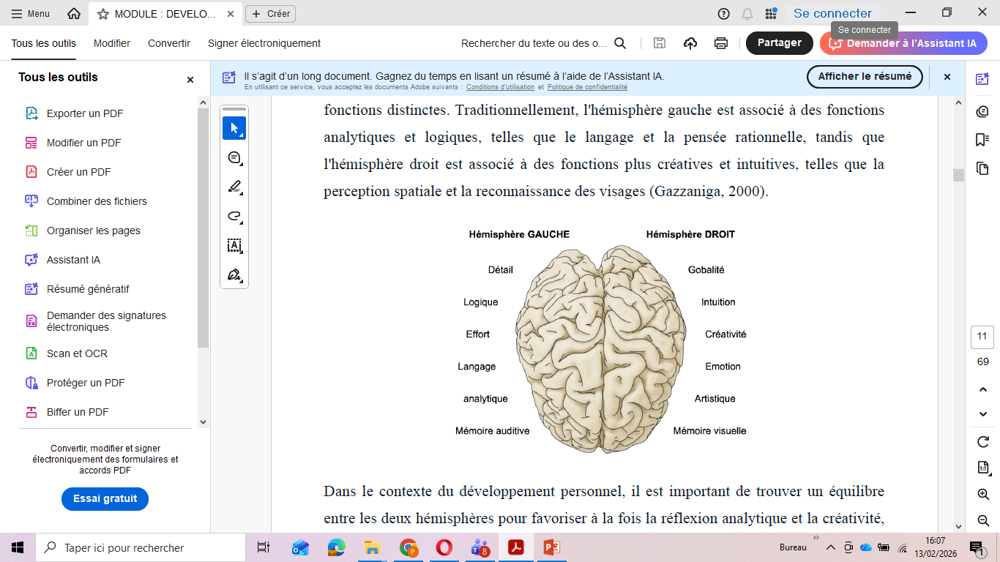 Menu
MODULE : DEVELO...
Créer
Se connecter
Se connecter
Tous les outils
Modifier
Convertir
Signer électroniquement
Rechercher du texte ou des o...
Partager
Demander à l'Assistant IA
Tous les outils
Exporter un PDF
Modifier un PDF
Créer un PDF
Combiner des fichiers
Organiser les pages
Assistant IA
Résumé génératif
Demander des signatures
électroniques
Scan et OCR
Protéger un PDF
Biffer un PDF
Convertir, modifier et signer
électroniquement des formulaires et
accords PDF
Essai gratuit
Il s'agit d'un long document. Gagnez du temps en lisant un résumé à l'aide de l'Assistant IA.
En utilisant ce service, vous acceptez les documents Adobe suivants : Conditions d'utilisation et Politique de confidentialité
Afficher le résumé
fonctions distinctes. Traditionnellement, l'hémisphère gauche est associé à des fonctions
analytiques et logiques, telles que le langage et la pensée rationnelle, tandis que
l'hémisphère droit est associé à des fonctions plus créatives et intuitives, telles que la
perception spatiale et la reconnaissance des visages (Gazzaniga, 2000).
Hémisphère GAUCHE
Hémisphère DROIT
Détail
Gobalité
Logique
Intuition
Effort
Créativité
Langage
Emotion
analytique
Artistique
Mémoire auditive
Mémoire visuelle
Dans le contexte du développement personnel, il est important de trouver un équilibre
entre les deux hémisphères pour favoriser à la fois la réflexion analytique et la créativité,
11
69
1:1
Taper ici pour rechercher
8
Bureau
16:07
13/02/2026
1